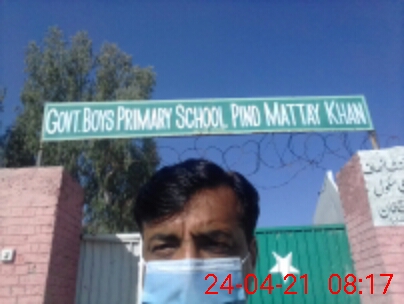 GOVT. BOYS PRIMARY SCHOOL PIND MATTAY KHAN
24-04-21 08:17